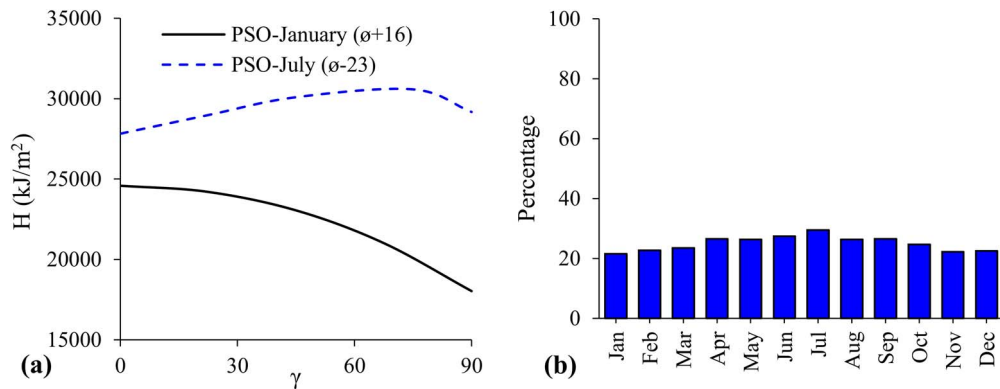 35000
30000
25000
20000
15000
H (kJ/m²)
PSO-January (ø+16)
PSO-July (ø-23)
0
30
60
90
γ
(a)
100
80
60
40
20
0
Percentage
Jan
Feb
Mar
Apr
May
Jun
Jul
Aug
Sep
Oct
Nov
Dec
(b)